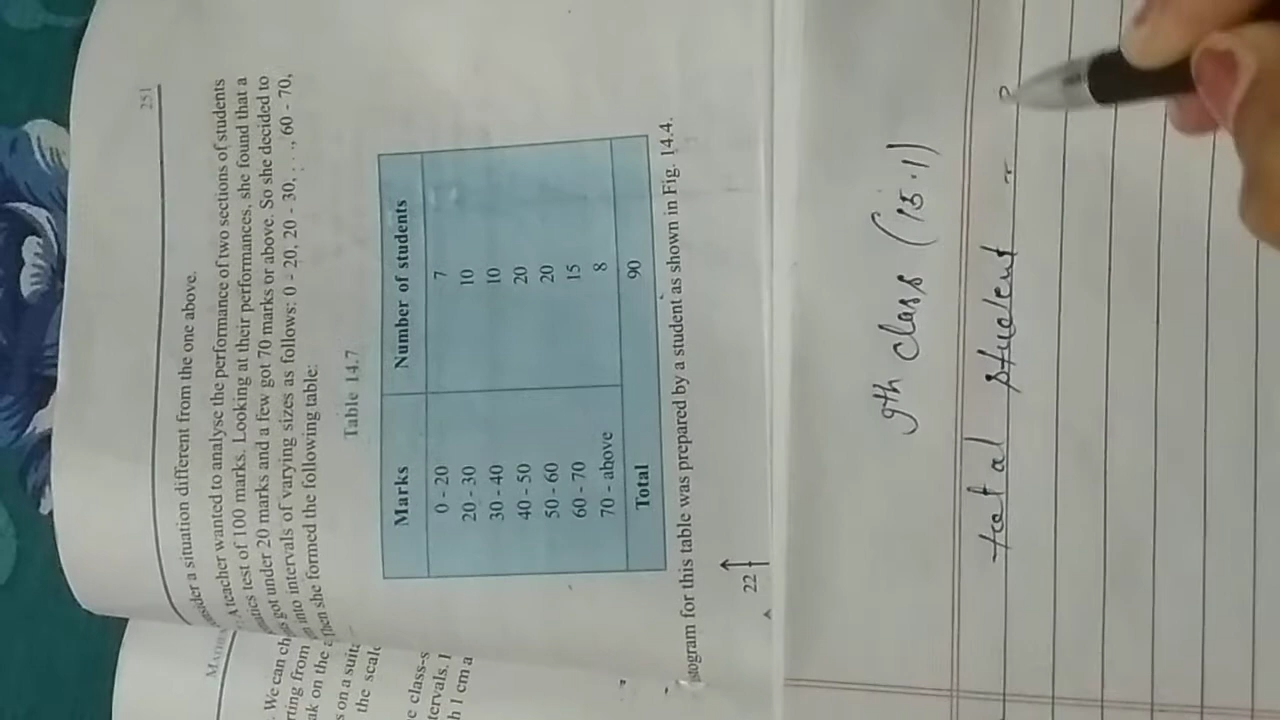 251
Consider a situation different from the one above.
A teacher wanted to analyse the performance of two sections of students
test of 100 marks. Looking at their performances, she found that a
got under 20 marks and a few got 70 marks or above. So she decided to
into intervals of varying sizes as follows: 0 - 20, 20 - 30, . . ., 60 - 70,
Then she formed the following table:
Table 14.7
Marks Number of students
0 - 20 7
20 - 30 10
30 - 40 10
40 - 50 20
50 - 60 20
60 - 70 15
70 - above 8
Total 90
histogram for this table was prepared by a student as shown in Fig. 14.4.
22
We can ch
rting from
ak on the
s on a suit
the scale
e class-s
tervals. I
h 1 cm a
9th class (15.1)
total student -